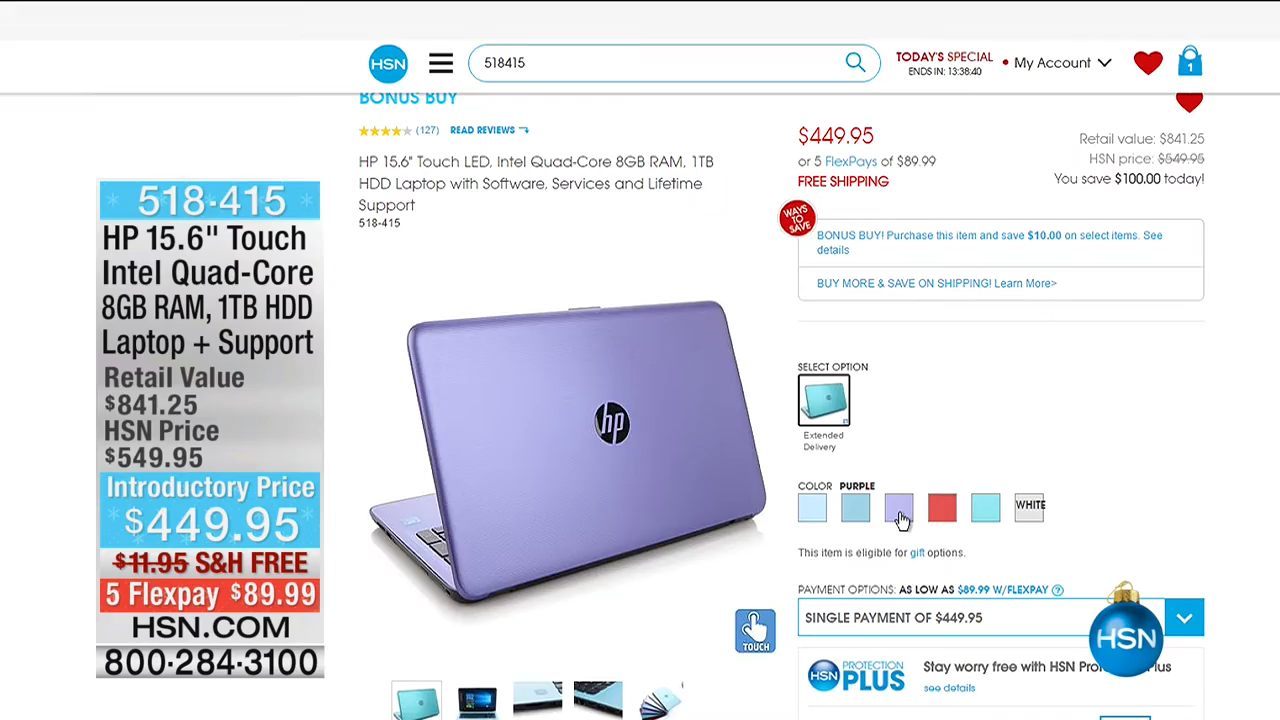 HSN
518415
TODAY'S SPECIAL
ENDS IN: 13:38:40
My Account
1
BONUS BUY
(127) READ REVIEWS
HP 15.6" Touch LED, Intel Quad-Core 8GB RAM, 1TB
HDD Laptop with Software, Services and Lifetime
Support
518-415
$449.95
or 5 FlexPays of $89.99
FREE SHIPPING
Retail value: $841.25
HSN price: $549.95
You save $100.00 today!
WAYS
TO
SAVE
BONUS BUY! Purchase this item and save $10.00 on select items. See
details
BUY MORE & SAVE ON SHIPPING! Learn More>
518-415
HP 15.6" Touch
Intel Quad-Core
8GB RAM, 1TB HDD
Laptop + Support
Retail Value
$841.25
HSN Price
$549.95
Introductory Price
$449.95
$11.95 S&H FREE
5 Flexpay $89.99
HSN.COM
800-284-3100
hp
TOUCH
SELECT OPTION
Extended
Delivery
COLOR PURPLE
WHITE
This item is eligible for gift options.
PAYMENT OPTIONS: AS LOW AS $89.99 W/FLEXPAY ?
SINGLE PAYMENT OF $449.95
HSN
HSN PROTECTION
PLUS
Stay worry free with HSN Pro lus
see details